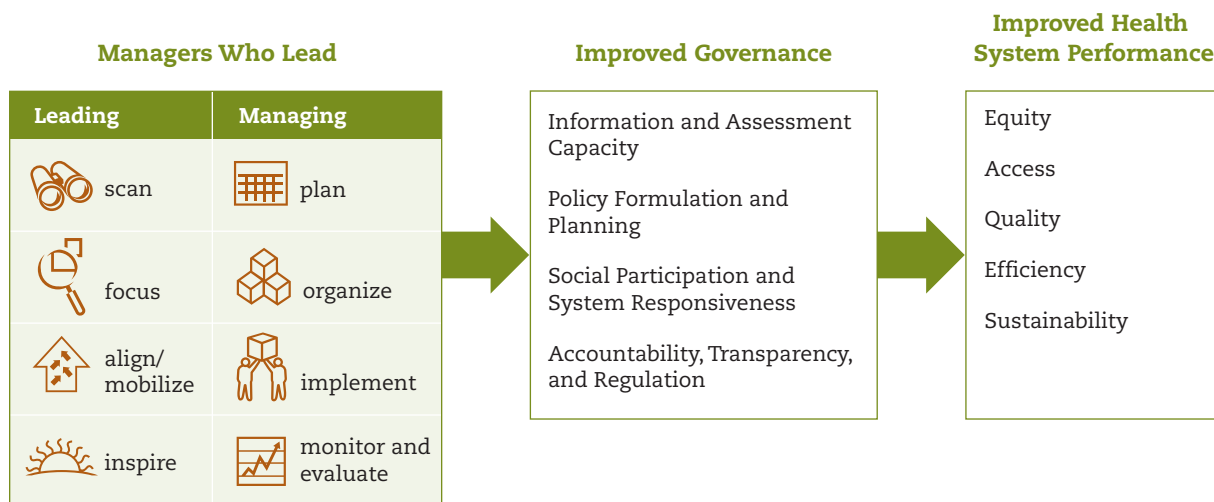 Managers Who Lead
Leading
Managing
scan
plan
focus
organize
align/
mobilize
implement
inspire
monitor and
evaluate
Improved Governance
Information and Assessment
Capacity
Policy Formulation and
Planning
Social Participation and
System Responsiveness
Accountability, Transparency,
and Regulation
Improved Health
System Performance
Equity
Access
Quality
Efficiency
Sustainability